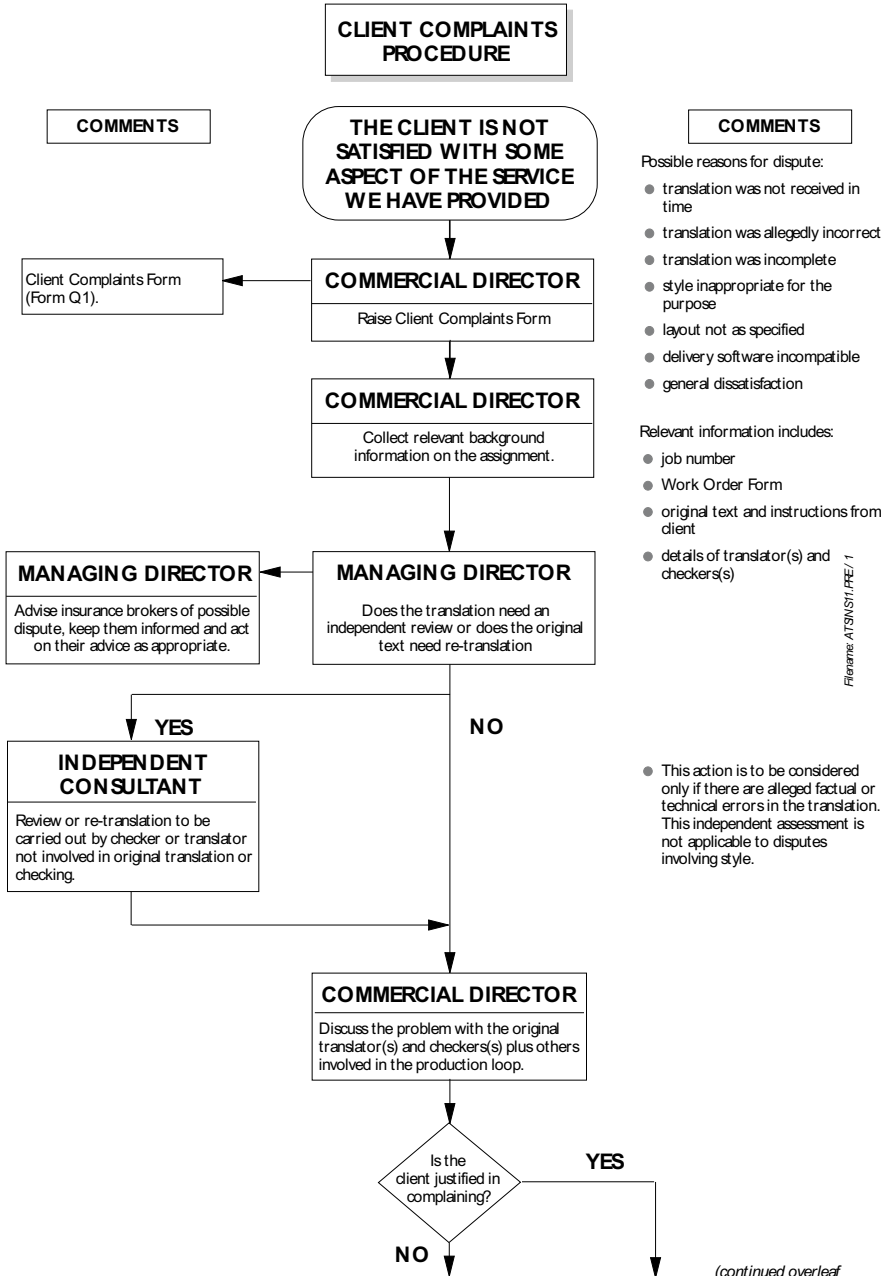 CLIENT COMPLAINTS
PROCEDURE
COMMENTS
THE CLIENT IS NOT
SATISFIED WITH SOME
ASPECT OF THE SERVICE
WE HAVE PROVIDED
COMMENTS
Possible reasons for dispute:
translation was not received in
time
translation was allegedly incorrect
translation was incomplete
style inappropriate for the
purpose
layout not as specified
delivery software incompatible
general dissatisfaction
Client Complaints Form
(Form Q1).
COMMERCIAL DIRECTOR
Raise Client Complaints Form
COMMERCIAL DIRECTOR
Collect relevant background
information on the assignment.
Relevant information includes:
job number
Work Order Form
original text and instructions from
client
details of translator(s) and
checkers(s)
Filename: ATSINS11.PRE/ 1
MANAGING DIRECTOR
Advise insurance brokers of possible
dispute, keep them informed and act
on their advice as appropriate.
MANAGING DIRECTOR
Does the translation need an
independent review or does the original
text need re-translation
YES
NO
INDEPENDENT
CONSULTANT
Review or re-translation to be
carried out by checker or translator
not involved in original translation or
checking.
This action is to be considered
only if there are alleged factual or
technical errors in the translation.
This independent assessment is
not applicable to disputes
involving style.
COMMERCIAL DIRECTOR
Discuss the problem with the original
translator(s) and checkers(s) plus others
involved in the production loop.
Is the
client justified in
complaining?
YES
NO
(continued overleaf